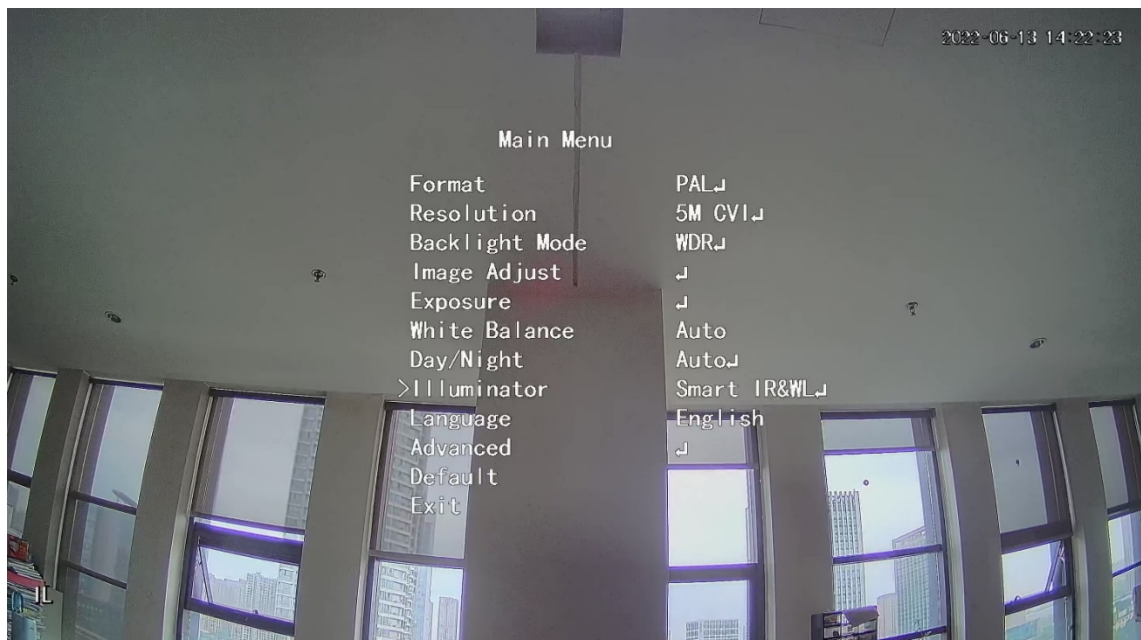 2022-06-13 14:22:23
Main Menu
Format PAL↵
Resolution 5M CVI↵
Backlight Mode WDR↵
Image Adjust ↵
Exposure ↵
White Balance Auto
Day/Night Auto↵
>Illuminator Smart IR&WL↵
Language English
Advanced ↵
Default
Exit
IL